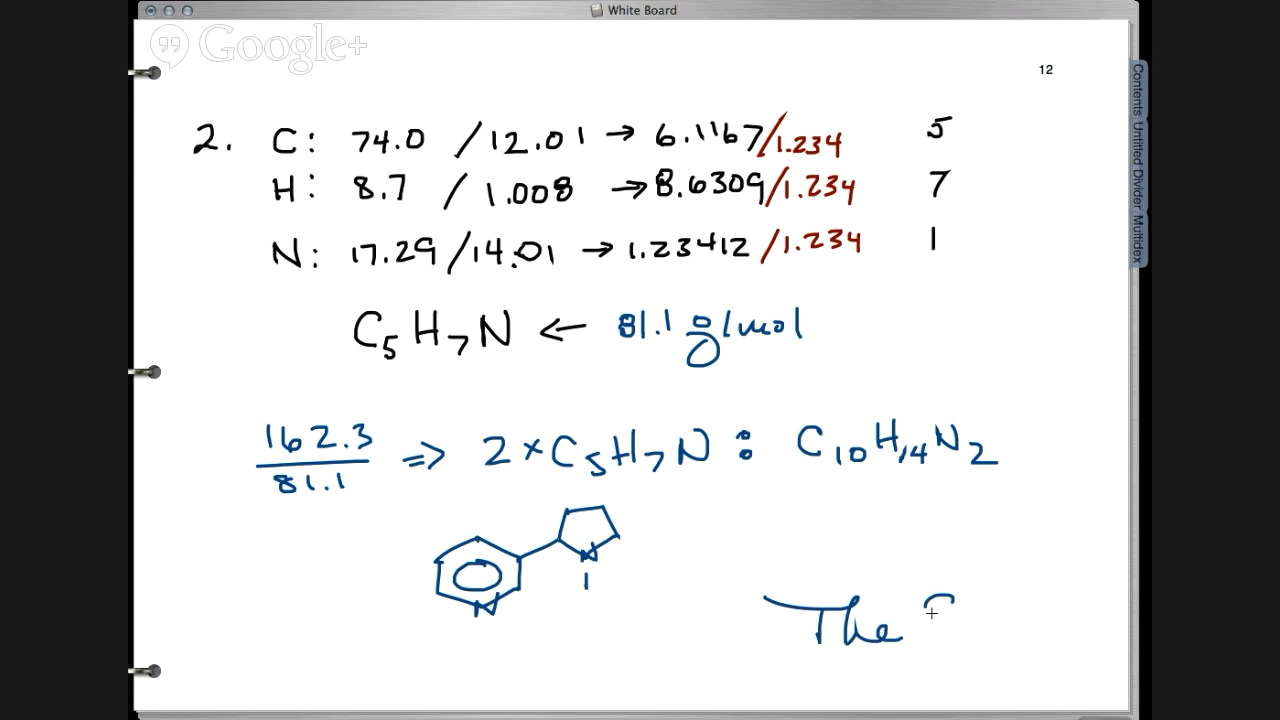 White Board
Google+
12
Contents Untitled Divider Multidex
2. C: 74.0 / 12.01 → 6.1167/1.234 5
H: 8.7 / 1.008 → 8.6309/1.234 7
N: 17.29/14.01 → 1.23412/1.234 1
C₅H₇N ← 81.1 g/mol
162.3/81.1 ⇒ 2×C₅H₇N : C₁₀H₁₄N₂
N
N
The